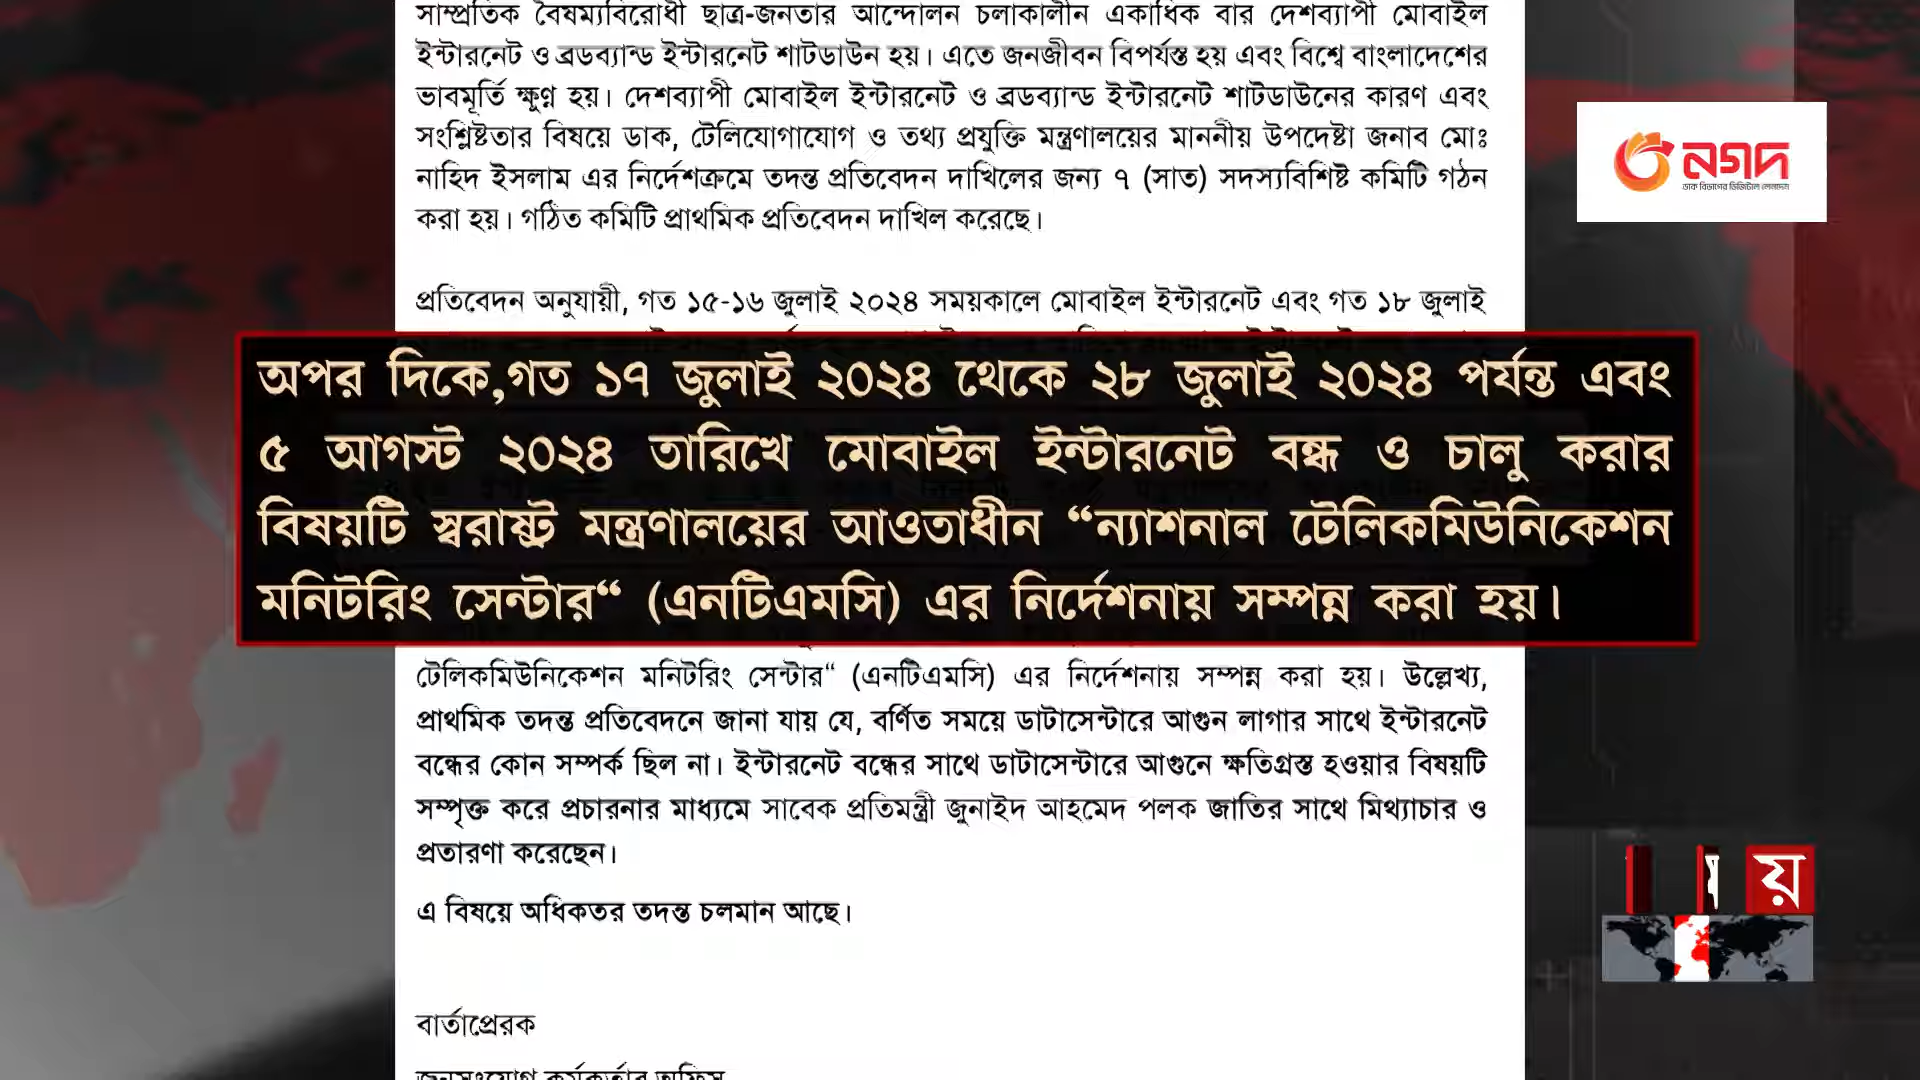 সাম্প্রতিক বৈষম্যবিরোধী ছাত্র-জনতার আন্দোলন চলাকালীন একাধিক বার দেশব্যাপী মোবাইল
ইন্টারনেট ও ব্রডব্যান্ড ইন্টারনেট শাটডাউন হয়। এতে জনজীবন বিপর্যস্ত হয় এবং বিশ্বে বাংলাদেশের
ভাবমূর্তি ক্ষুণ্ণ হয়। দেশব্যাপী মোবাইল ইন্টারনেট ও ব্রডব্যান্ড ইন্টারনেট শাটডাউনের কারণ এবং
সংশ্লিষ্টতার বিষয়ে ডাক, টেলিযোগাযোগ ও তথ্য প্রযুক্তি মন্ত্রণালয়ের মাননীয় উপদেষ্টা জনাব মোঃ
নাহিদ ইসলাম এর নির্দেশক্রমে তদন্ত প্রতিবেদন দাখিলের জন্য ৭ (সাত) সদস্যবিশিষ্ট কমিটি গঠন
করা হয়। গঠিত কমিটি প্রাথমিক প্রতিবেদন দাখিল করেছে।
নগদ
ডাক বিভাগের ডিজিটাল লেনদেন
প্রতিবেদন অনুযায়ী, গত ১৫-১৬ জুলাই ২০২৪ সময়কালে মোবাইল ইন্টারনেট এবং গত ১৮ জুলাই
অপর দিকে,গত ১৭ জুলাই ২০২৪ থেকে ২৮ জুলাই ২০২৪ পর্যন্ত এবং
৫ আগস্ট ২০২৪ তারিখে মোবাইল ইন্টারনেট বন্ধ ও চালু করার
বিষয়টি স্বরাষ্ট্র মন্ত্রণালয়ের আওতাধীন “ন্যাশনাল টেলিকমিউনিকেশন
মনিটরিং সেন্টার“ (এনটিএমসি) এর নির্দেশনায় সম্পন্ন করা হয়।
টেলিকমিউনিকেশন মনিটরিং সেন্টার“ (এনটিএমসি) এর নির্দেশনায় সম্পন্ন করা হয়। উল্লেখ্য,
প্রাথমিক তদন্ত প্রতিবেদনে জানা যায় যে, বর্ণিত সময়ে ডাটাসেন্টারে আগুন লাগার সাথে ইন্টারনেট
বন্ধের কোন সম্পর্ক ছিল না। ইন্টারনেট বন্ধের সাথে ডাটাসেন্টারে আগুনে ক্ষতিগ্রস্ত হওয়ার বিষয়টি
সম্পৃক্ত করে প্রচারনার মাধ্যমে সাবেক প্রতিমন্ত্রী জুনাইদ আহমেদ পলক জাতির সাথে মিথ্যাচার ও
প্রতারণা করেছেন।
এ বিষয়ে অধিকতর তদন্ত চলমান আছে।
য়
বার্তাপ্রেরক
জনসংযোগ কর্মকর্তার অফিস